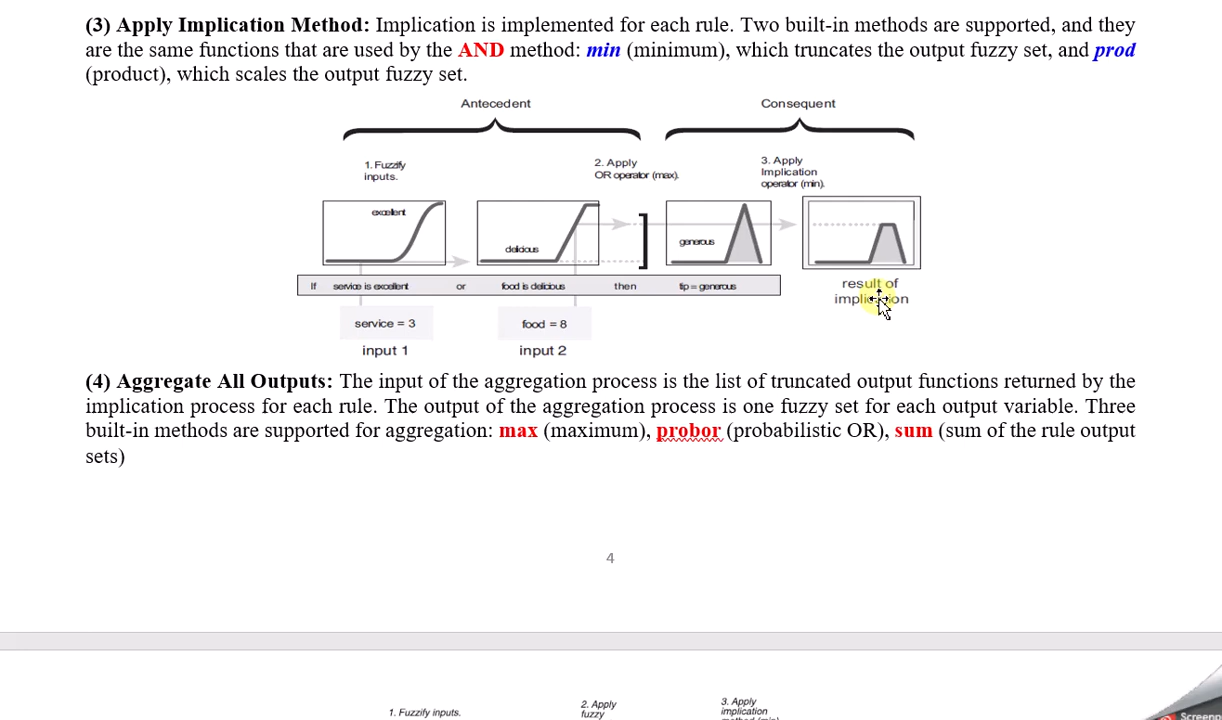 (3) Apply Implication Method: Implication is implemented for each rule. Two built-in methods are supported, and they
are the same functions that are used by the AND method: min (minimum), which truncates the output fuzzy set, and prod
(product), which scales the output fuzzy set.
Antecedent
Consequent
1. Fuzzify
inputs.
2. Apply
OR operator (max).
3. Apply
Implication
operator (min).
excellent
delicious
generous
If service is excellent or food is delicious then tip = generous
result of
implication
service = 3
food = 8
input 1
input 2
(4) Aggregate All Outputs: The input of the aggregation process is the list of truncated output functions returned by the
implication process for each rule. The output of the aggregation process is one fuzzy set for each output variable. Three
built-in methods are supported for aggregation: max (maximum), probor (probabilistic OR), sum (sum of the rule output
sets)
4
1. Fuzzify inputs.
2. Apply
fuzzy
3. Apply
implication